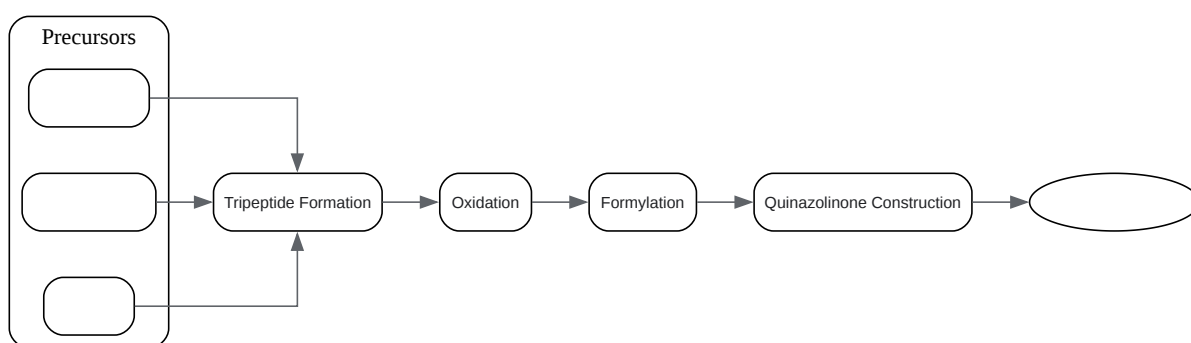 Precursors
Tripeptide Formation
Oxidation
Formylation
Quinazolinone Construction